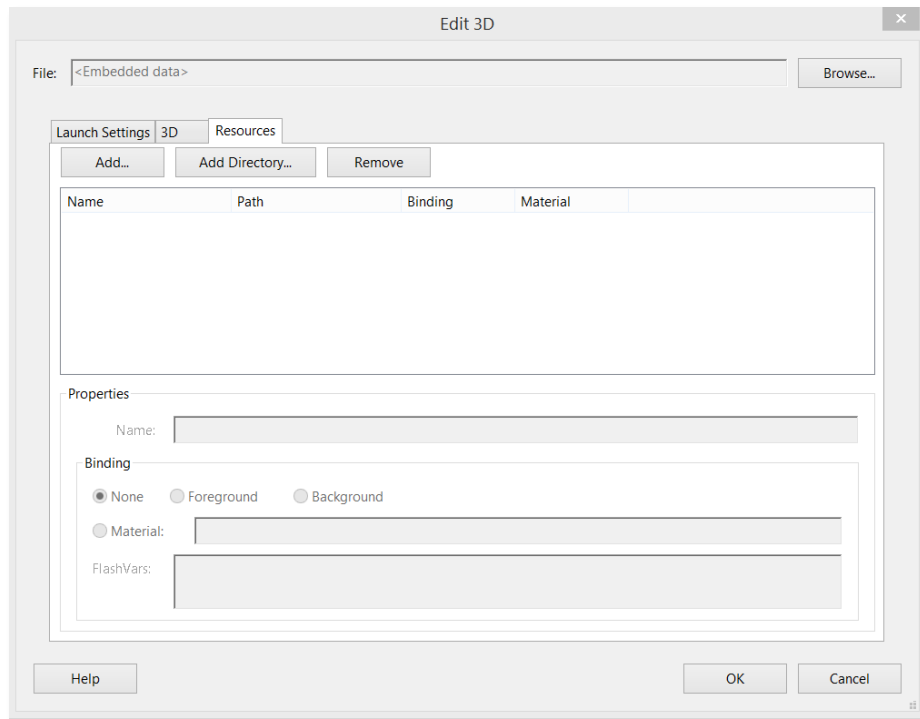 Edit 3D
File: <Embedded data> Browse...
Launch Settings 3D Resources
Add... Add Directory... Remove
Name Path Binding Material
Properties
Name:
Binding
None Foreground Background
Material:
FlashVars:
Help OK Cancel